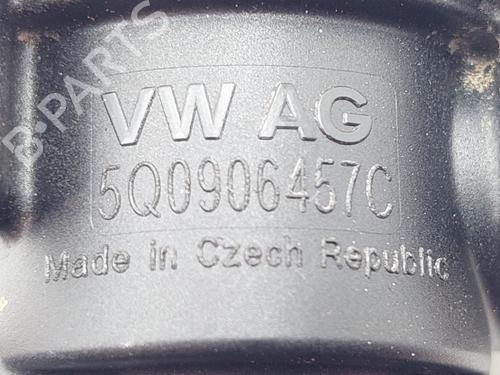 B-PARTS
VW AG
5Q0906457C
Made in Czech Republic